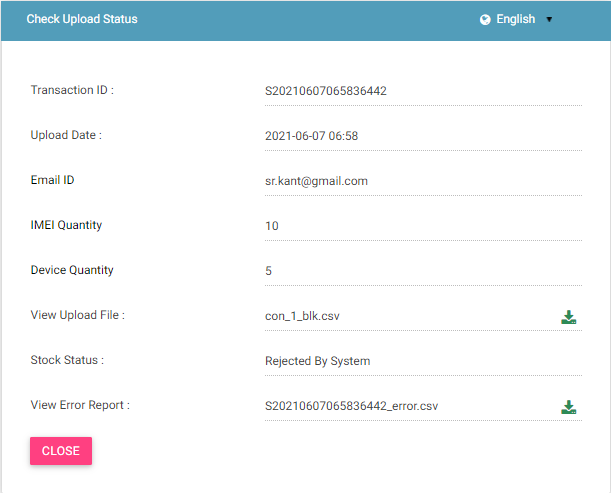 Check Upload Status English
Transaction ID : S20210607065836442
Upload Date : 2021-06-07 06:58
Email ID sr.kant@gmail.com
IMEI Quantity 10
Device Quantity 5
View Upload File : con_1_blk.csv
Stock Status : Rejected By System
View Error Report : S20210607065836442_error.csv
CLOSE